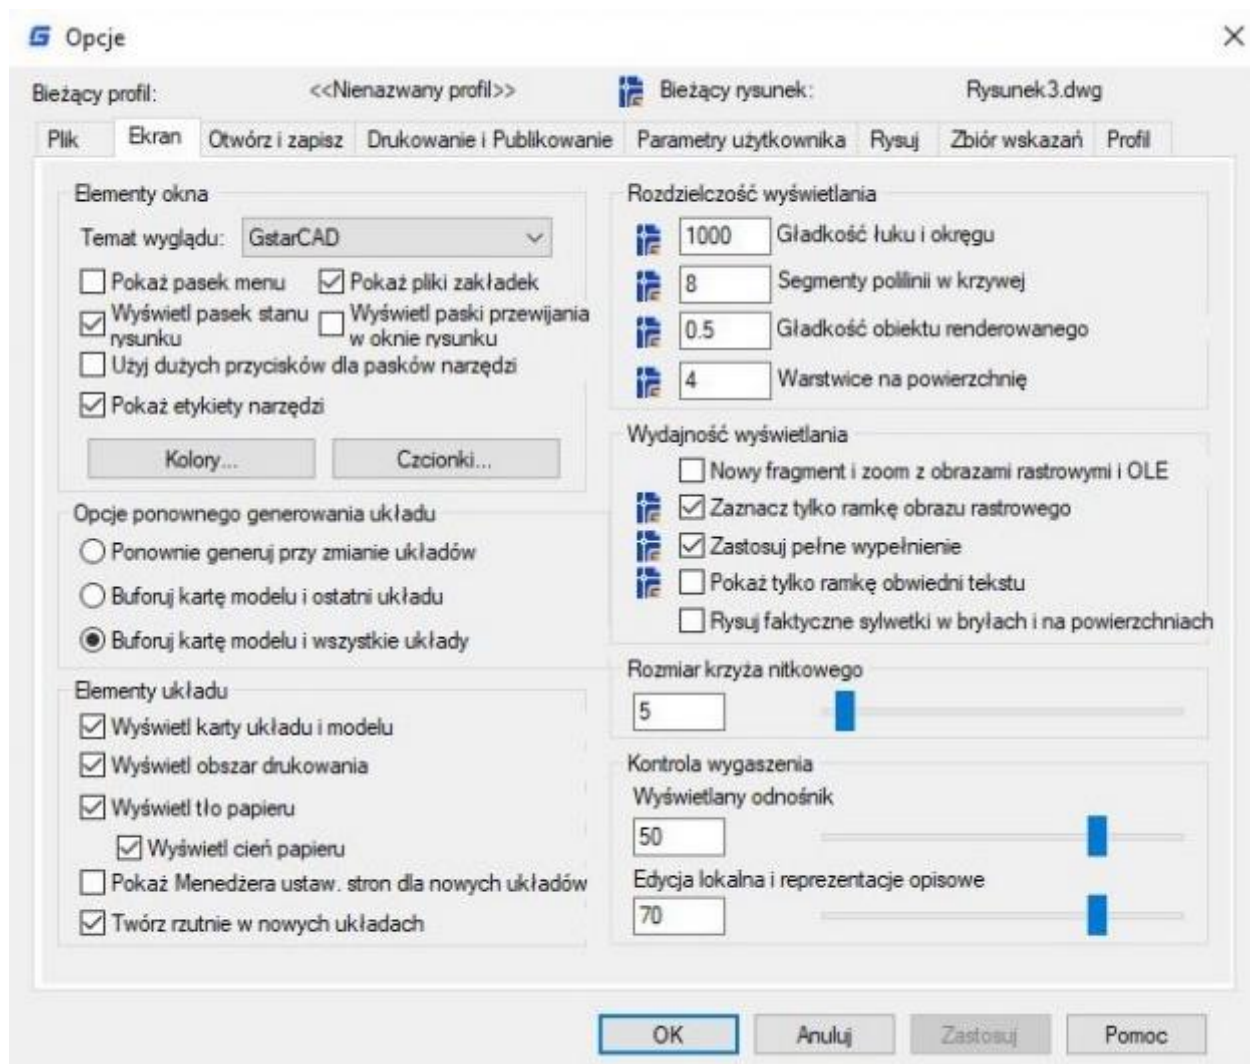 Opcje
Bieżący profil: <<Nienazwany profil>> Bieżący rysunek: Rysunek3.dwg
Plik Ekran Otwórz i zapisz Drukowanie i Publikowanie Parametry użytkownika Rysuj Zbiór wskazań Profil
Elementy okna
Temat wyglądu: GstarCAD
Pokaż pasek menu Pokaż pliki zakładek
Wyświetl pasek stanu rysunku Wyświetl paski przewijania w oknie rysunku
Użyj dużych przycisków dla pasków narzędzi
Pokaż etykiety narzędzi
Kolory... Czcionki...
Opcje ponownego generowania układu
Ponownie generuj przy zmianie układów
Buforuj kartę modelu i ostatni układu
Buforuj kartę modelu i wszystkie układy
Elementy układu
Wyświetl karty układu i modelu
Wyświetl obszar drukowania
Wyświetl tło papieru
Wyświetl cień papieru
Pokaż Menedżera ustaw. stron dla nowych układów
Twórz rzutnie w nowych układach
Rozdzielczość wyświetlania
1000 Gładkość łuku i okręgu
8 Segmenty polilinii w krzywej
0.5 Gładkość obiektu renderowanego
4 Warstwice na powierzchnię
Wydajność wyświetlania
Nowy fragment i zoom z obrazami rastrowymi i OLE
Zaznacz tylko ramkę obrazu rastrowego
Zastosuj pełne wypełnienie
Pokaż tylko ramkę obwiedni tekstu
Rysuj faktyczne sylwetki w bryłach i na powierzchniach
Rozmiar krzyża nitkowego
5
Kontrola wygaszenia
Wyświetlany odnośnik
50
Edycja lokalna i reprezentacje opisowe
70
OK Anuluj Zastosuj Pomoc